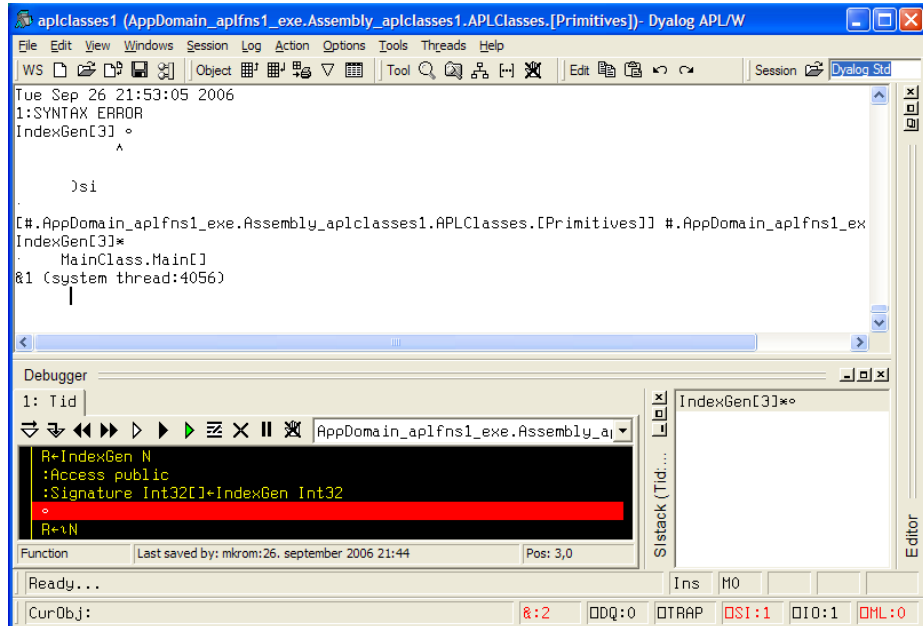 aplclasses1 (AppDomain_aplfns1_exe.Assembly_aplclasses1.APLClasses.[Primitives])- Dyalog APL/W
File Edit View Windows Session Log Action Options Tools Threads Help
WS Object Tool Edit Session Dyalog Std
Tue Sep 26 21:53:05 2006
1:SYNTAX ERROR
IndexGen[3] ∘
^
)si
·
[#.AppDomain_aplfns1_exe.Assembly_aplclasses1.APLClasses.[Primitives]] #.AppDomain_aplfns1_ex
IndexGen[3]*
· MainClass.Main[]
&1 (system thread:4056)
Debugger
1: Tid
AppDomain_aplfns1_exe.Assembly_a
R←IndexGen N
:Access public
:Signature Int32[]←IndexGen Int32
∘
R←⍳N
Function Last saved by: mkrom:26. september 2006 21:44 Pos: 3,0
SIstack (Tid:...
IndexGen[3]*∘
Editor
Ready... Ins M0
CurObj: &:2 ⎕DQ:0 ⎕TRAP ⎕SI:1 ⎕IO:1 ⎕ML:0